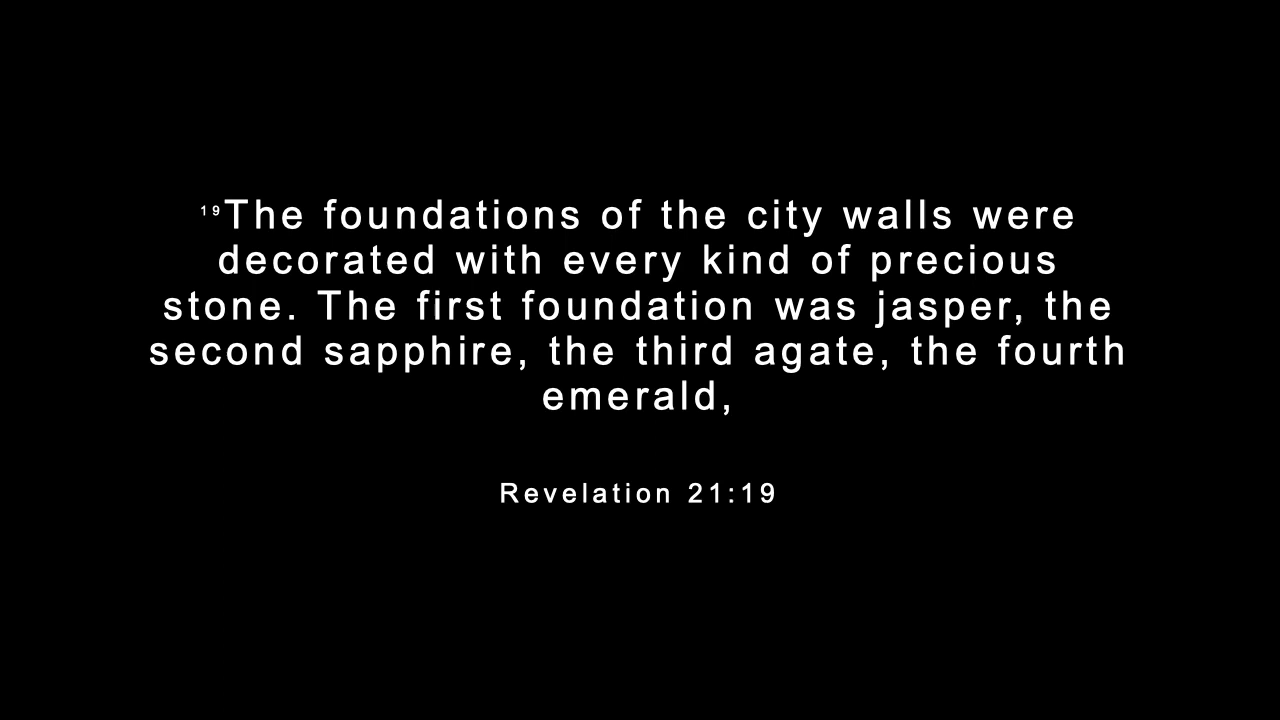 19The foundations of the city walls were
decorated with every kind of precious
stone. The first foundation was jasper, the
second sapphire, the third agate, the fourth
emerald,
Revelation 21:19